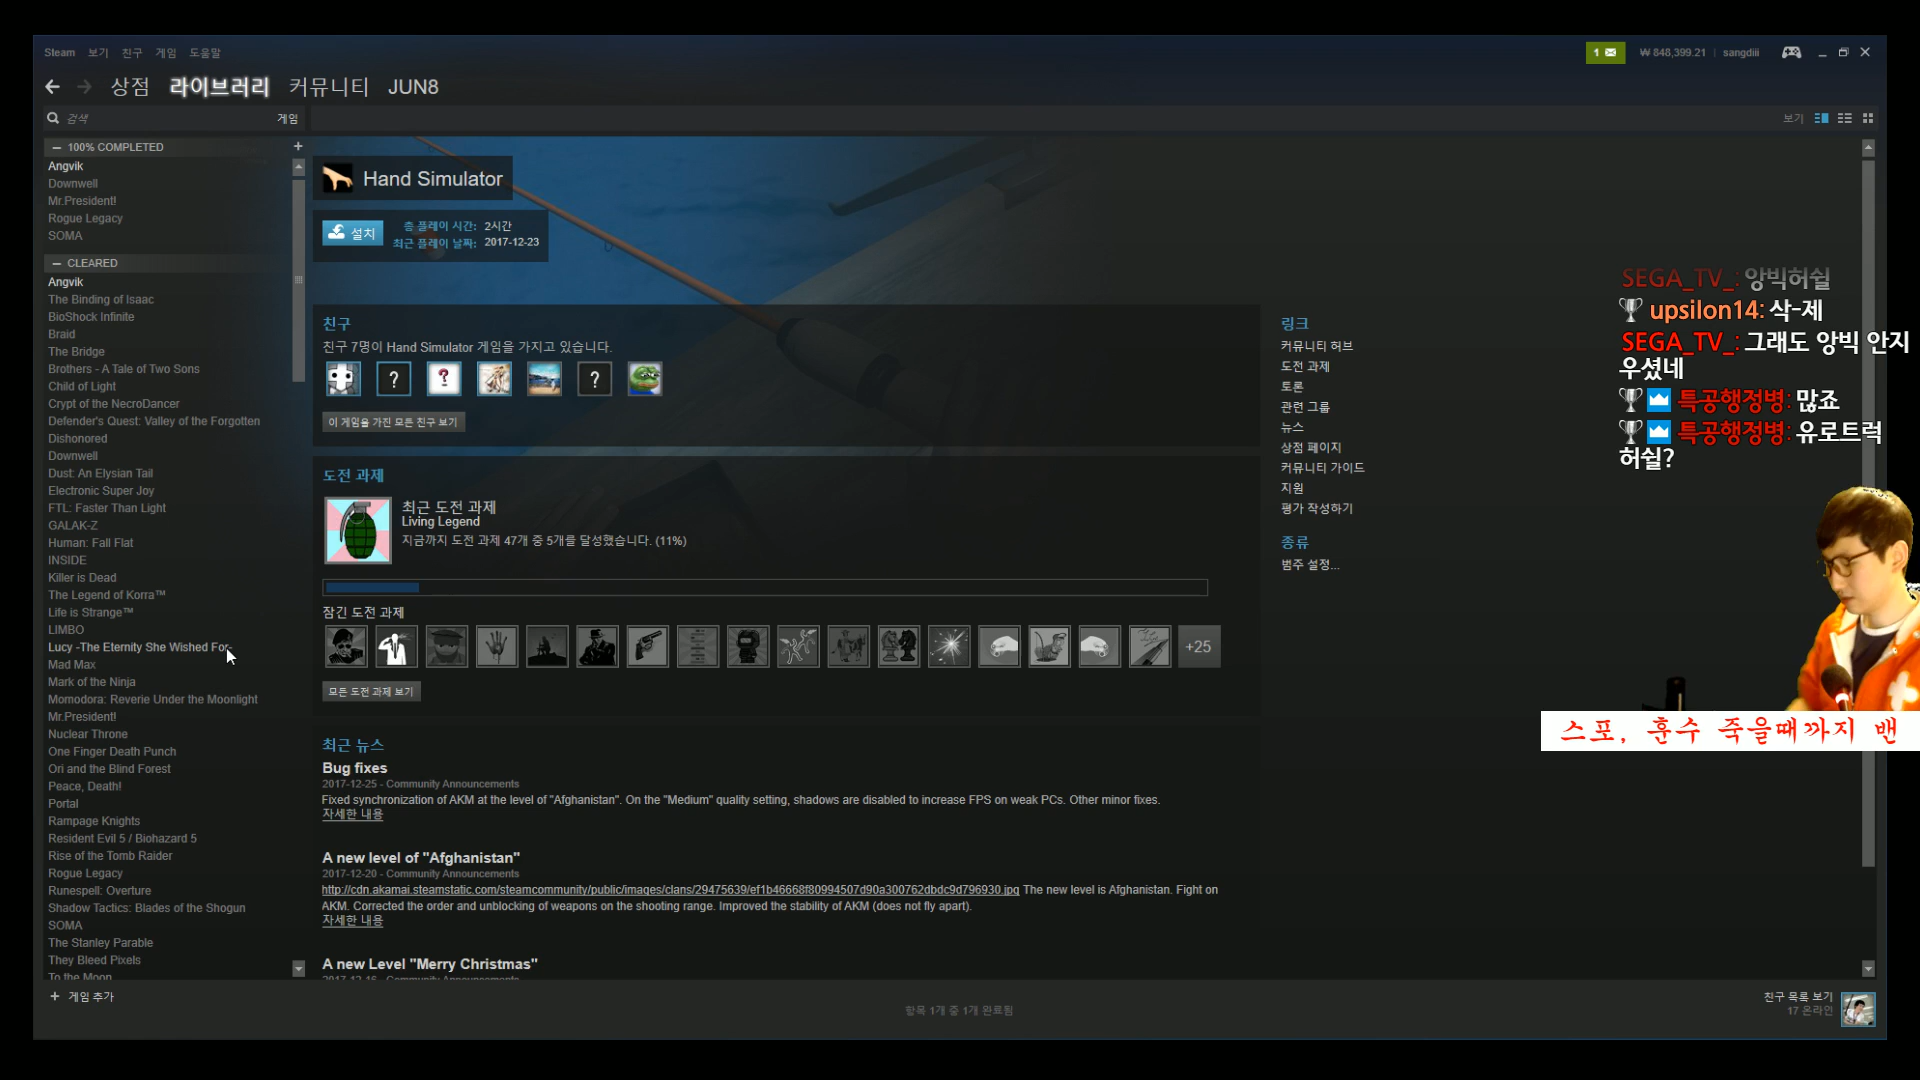 Steam 보기 친구 게임 도움말
1
₩ 848,399.21 | sangdiii
상점 라이브러리 커뮤니티 JUN8
검색 게임
보기
— 100% COMPLETED +
Angvik
Downwell
Mr.President!
Rogue Legacy
SOMA
— CLEARED
Angvik
The Binding of Isaac
BioShock Infinite
Braid
The Bridge
Brothers - A Tale of Two Sons
Child of Light
Crypt of the NecroDancer
Defender's Quest: Valley of the Forgotten
Dishonored
Downwell
Dust: An Elysian Tail
Electronic Super Joy
FTL: Faster Than Light
GALAK-Z
Human: Fall Flat
INSIDE
Killer is Dead
The Legend of Korra™
Life is Strange™
LIMBO
Lucy -The Eternity She Wished For-
Mad Max
Mark of the Ninja
Momodora: Reverie Under the Moonlight
Mr.President!
Nuclear Throne
One Finger Death Punch
Ori and the Blind Forest
Peace, Death!
Portal
Rampage Knights
Resident Evil 5 / Biohazard 5
Rise of the Tomb Raider
Rogue Legacy
Runespell: Overture
Shadow Tactics: Blades of the Shogun
SOMA
The Stanley Parable
They Bleed Pixels
To the Moon
+ 게임 추가
Hand Simulator
설치
총 플레이 시간: 2시간
최근 플레이 날짜: 2017-12-23
친구
친구 7명이 Hand Simulator 게임을 가지고 있습니다.
이 게임을 가진 모든 친구 보기
도전 과제
최근 도전 과제
Living Legend
지금까지 도전 과제 47개 중 5개를 달성했습니다. (11%)
잠긴 도전 과제
+25
모든 도전 과제 보기
최근 뉴스
Bug fixes
2017-12-25 - Community Announcements
Fixed synchronization of AKM at the level of "Afghanistan". On the "Medium" quality setting, shadows are disabled to increase FPS on weak PCs. Other minor fixes.
자세한 내용
A new level of "Afghanistan"
2017-12-20 - Community Announcements
http://cdn.akamai.steamstatic.com/steamcommunity/public/images/clans/29475639/ef1b46668f80994507d90a300762dbdc9d796930.jpg The new level is Afghanistan. Fight on
AKM. Corrected the order and unblocking of weapons on the shooting range. Improved the stability of AKM (does not fly apart).
자세한 내용
A new Level "Merry Christmas"
2017-12-16 - Community Announcements
링크
커뮤니티 허브
도전 과제
토론
관련 그룹
뉴스
상점 페이지
커뮤니티 가이드
지원
평가 작성하기
종류
범주 설정...
SEGA_TV_: 앙빅허쉴
upsilon14: 삭-제
SEGA_TV_: 그래도 앙빅 안지
우셨네
특공행정병: 많죠
특공행정병: 유로트럭
허쉴?
스포, 훈수 죽을때까지 밴
항목 1개 중 1개 완료됨
친구 목록 보기
17 온라인